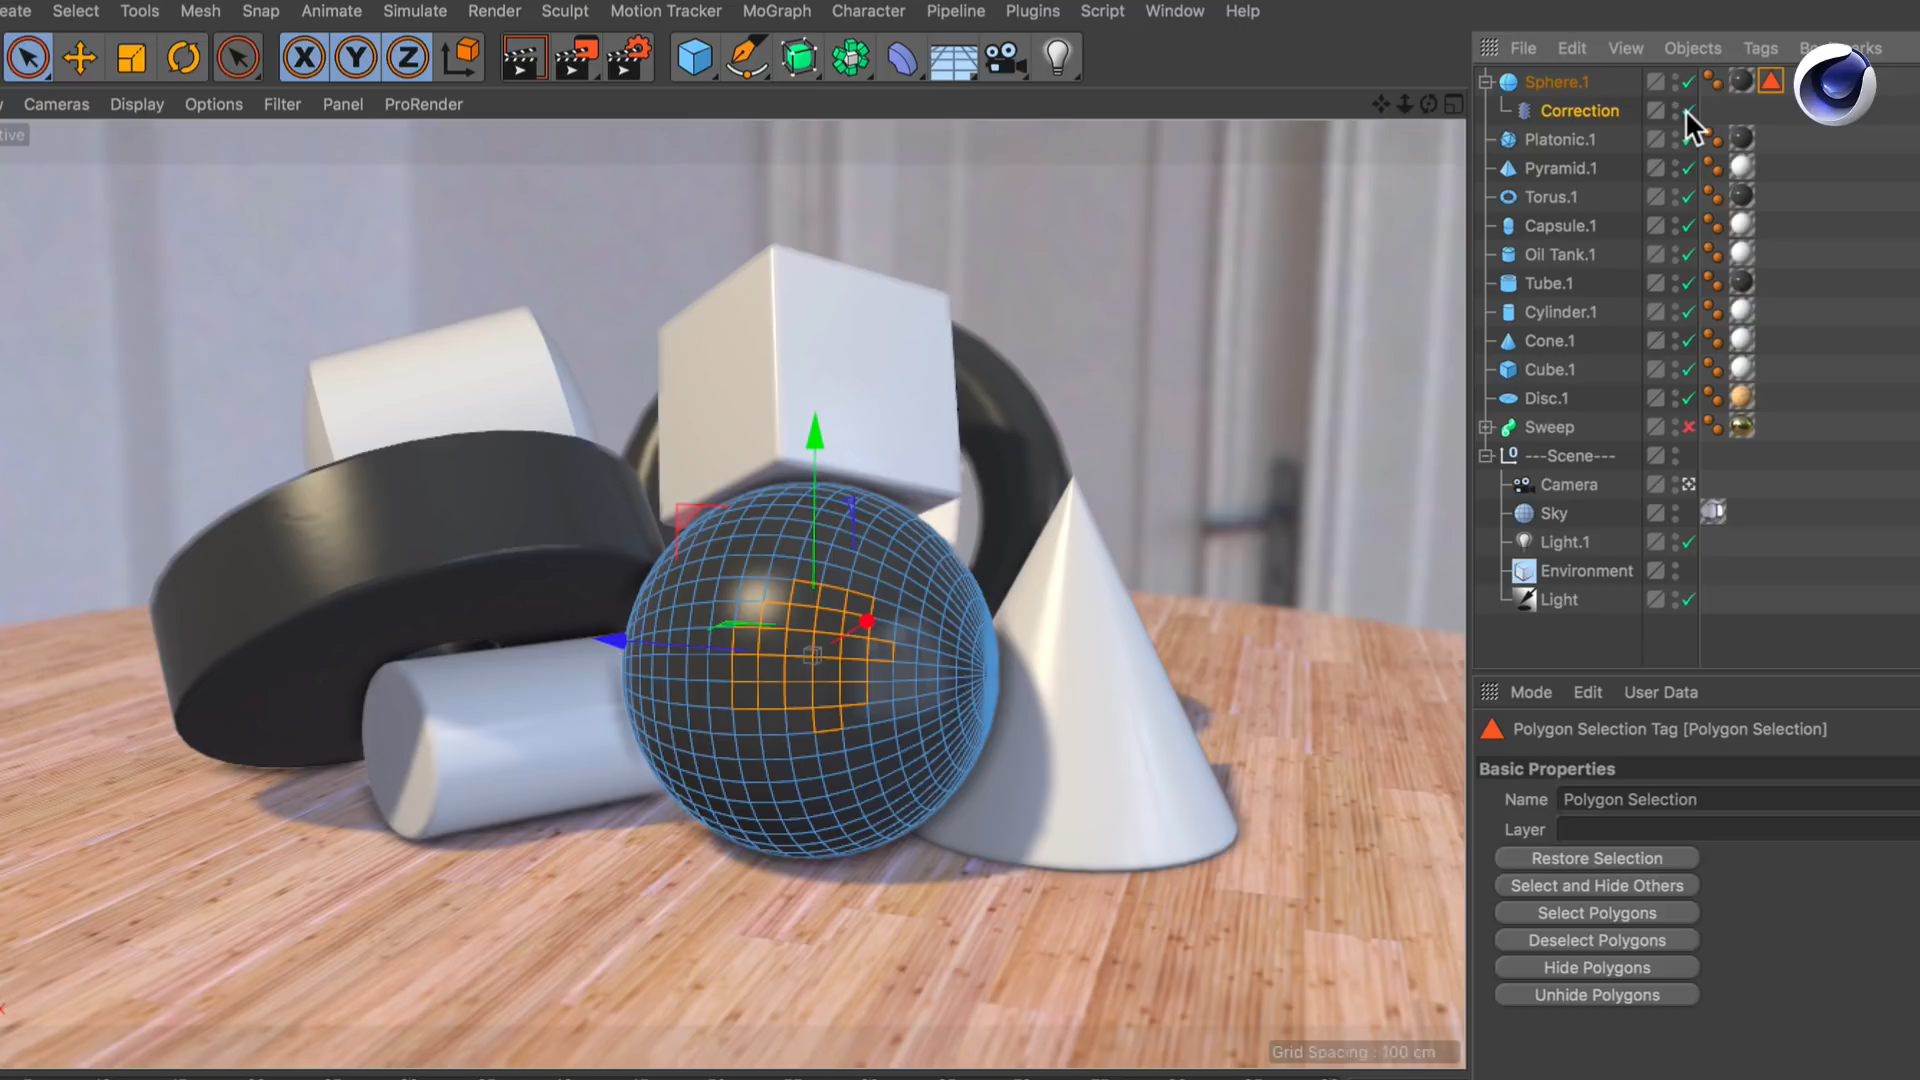 eate Select Tools Mesh Snap Animate Simulate Render Sculpt Motion Tracker MoGraph Character Pipeline Plugins Script Window Help
X Y Z
File Edit View Objects Tags
Cameras Display Options Filter Panel ProRender
tive
Sphere.1
Correction
Platonic.1
Pyramid.1
Torus.1
Capsule.1
Oil Tank.1
Tube.1
Cylinder.1
Cone.1
Cube.1
Disc.1
Sweep
---Scene---
Camera
Sky
Light.1
Environment
Light
Mode Edit User Data
Polygon Selection Tag [Polygon Selection]
Basic Properties
Name Polygon Selection
Layer
Restore Selection
Select and Hide Others
Select Polygons
Deselect Polygons
Hide Polygons
Unhide Polygons
Grid Spacing : 100 cm